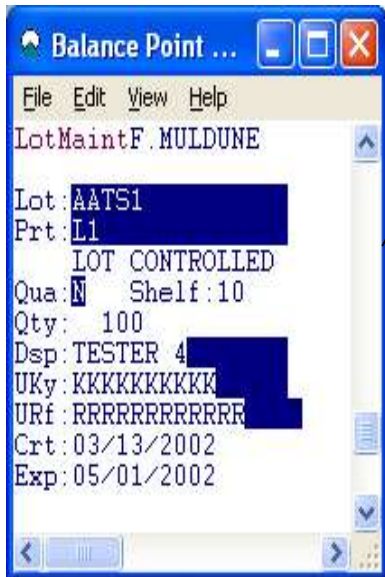 Balance Point ...
File Edit View Help
LotMaintF.MULDUNE
Lot:AATS1
Prt:L1
LOT CONTROLLED
Qua:N Shelf:10
Qty: 100
Dsp:TESTER 4
UKy:KKKKKKKKKK
URf:RRRRRRRRRRRR
Crt:03/13/2002
Exp:05/01/2002